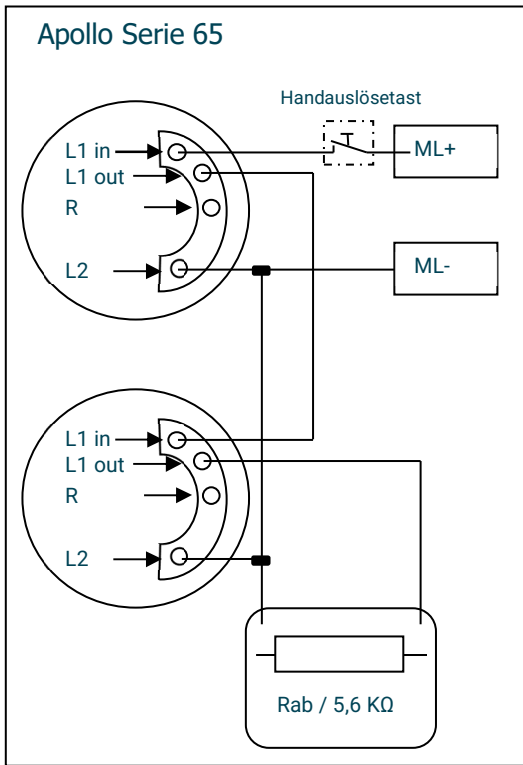 Apollo Serie 65
Handauslösetast
L1 in
L1 out
R
L2
ML+
ML-
L1 in
L1 out
R
L2
Rab / 5,6 KΩ